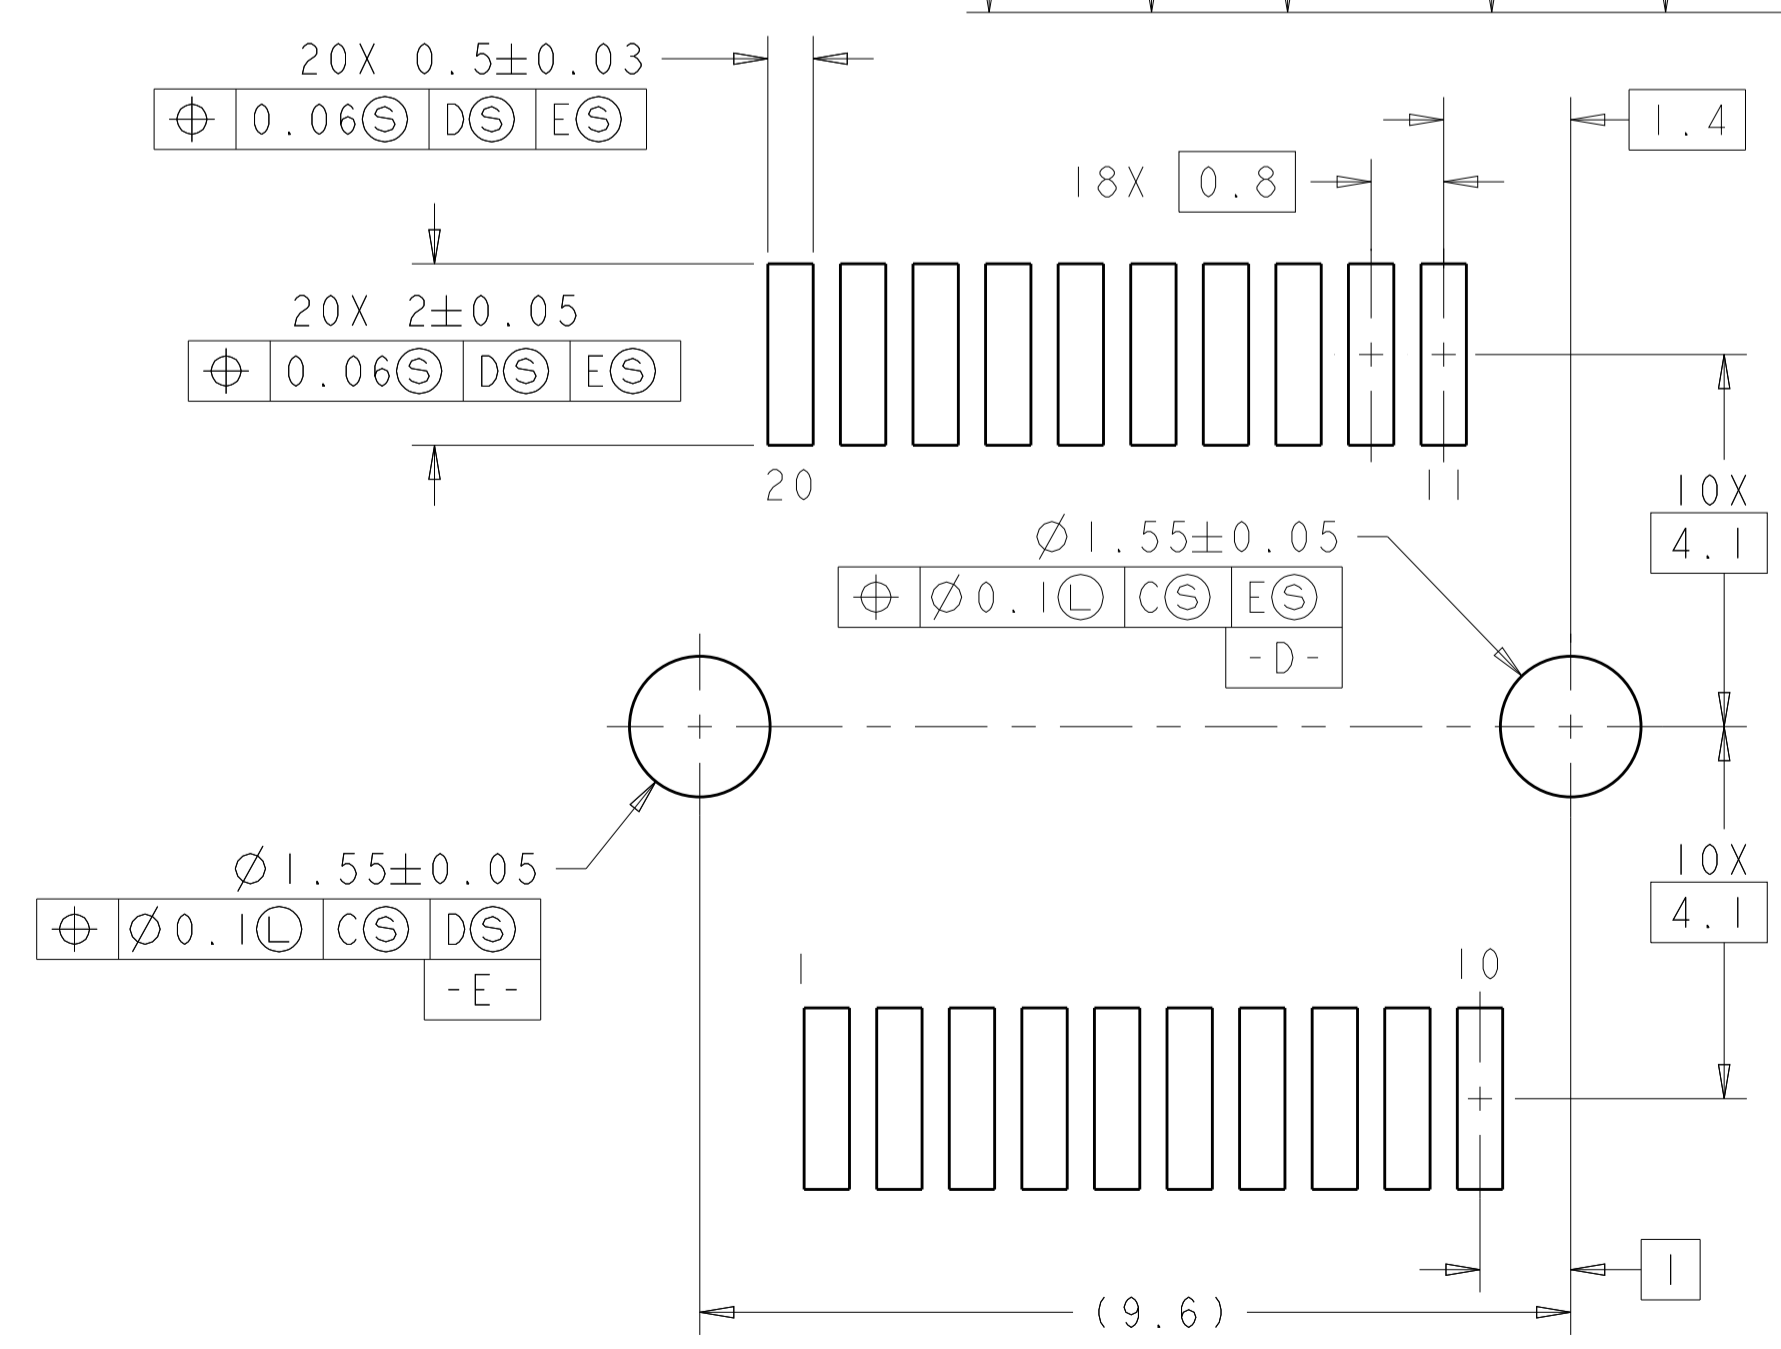 20X 0.5±0.03
⌖ 0.06Ⓢ DⓈ EⓈ
1.4
18X 0.8
20X 2±0.05
⌖ 0.06Ⓢ DⓈ EⓈ
20
11
10X
4.1
⌀1.55±0.05
⌖ ⌀0.1Ⓛ CⓈ EⓈ
-D-
⌀1.55±0.05
⌖ ⌀0.1Ⓛ CⓈ DⓈ
-E-
10X
4.1
1
10
1
(9.6)